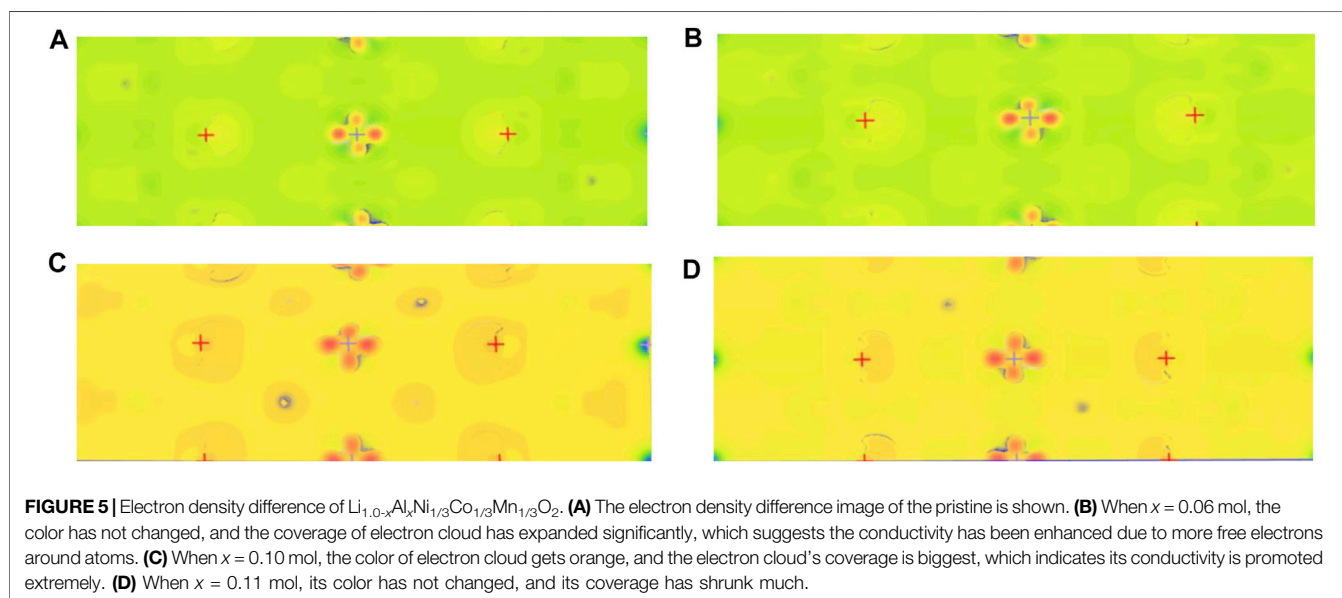 A
B
C
D
FIGURE 5 | Electron density difference of Li1.0-xAlxNi1/3Co1/3Mn1/3O2. (A) The electron density difference image of the pristine is shown. (B) When x = 0.06 mol, the
color has not changed, and the coverage of electron cloud has expanded significantly, which suggests the conductivity has been enhanced due to more free electrons
around atoms. (C) When x = 0.10 mol, the color of electron cloud gets orange, and the electron cloud's coverage is biggest, which indicates its conductivity is promoted
extremely. (D) When x = 0.11 mol, its color has not changed, and its coverage has shrunk much.